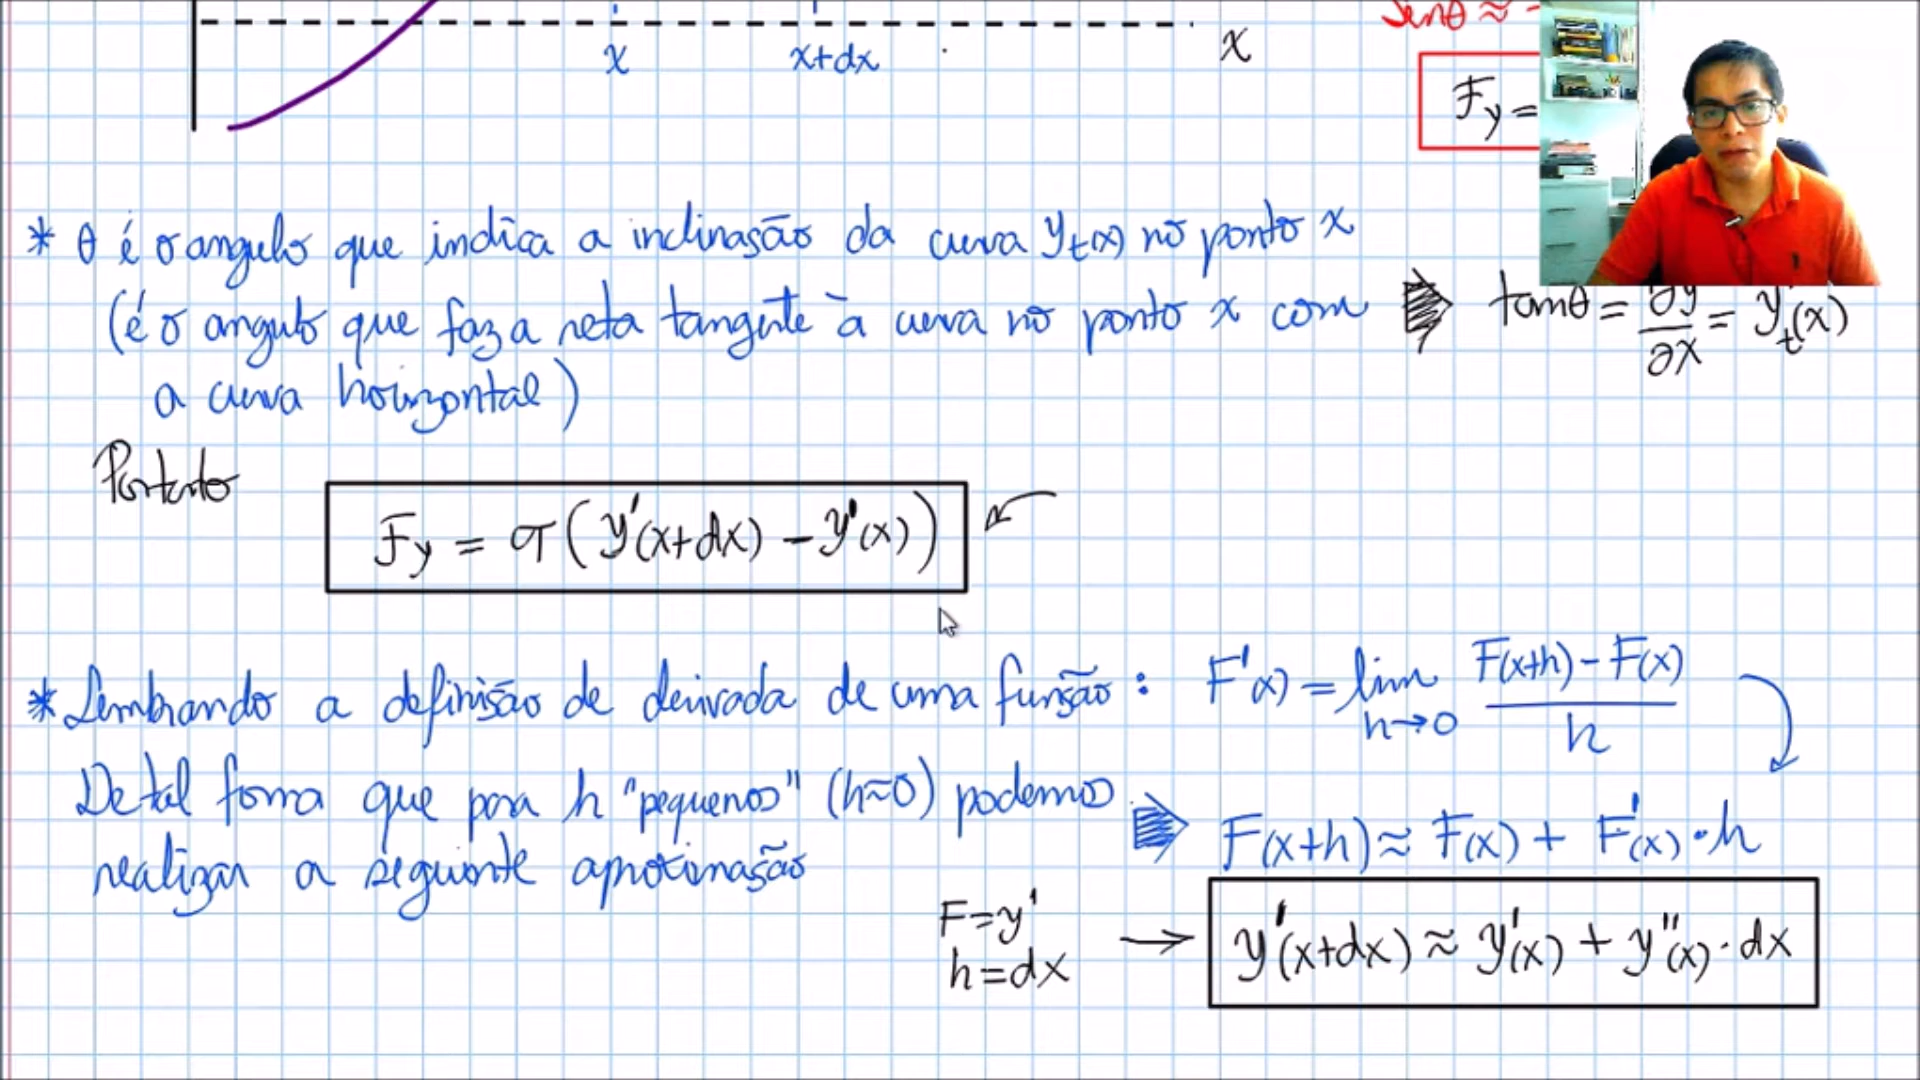 x x+dx x
senθ ≈
Fy =
* θ é o angulo que indica a inclinasão da curva yt(x) no ponto x
(é o angulo que faz a reta tangente à curva no ponto x com
a curva horizontal)
tanθ = ∂y/∂x = y't(x)
Portanto
Fy = σ(y'(x+dx) - y'(x))
* Lembrando a definisão de derivada de uma funsão: F'(x) = lim h→0 F(x+h) - F(x) / h
De tal forma que para h "pequenos" (h≈0) podemos
realizar a seguinte aproximasão
F(x+h) ≈ F(x) + F'(x)·h
F=y'
h=dx
→ y'(x+dx) ≈ y'(x) + y''(x)·dx